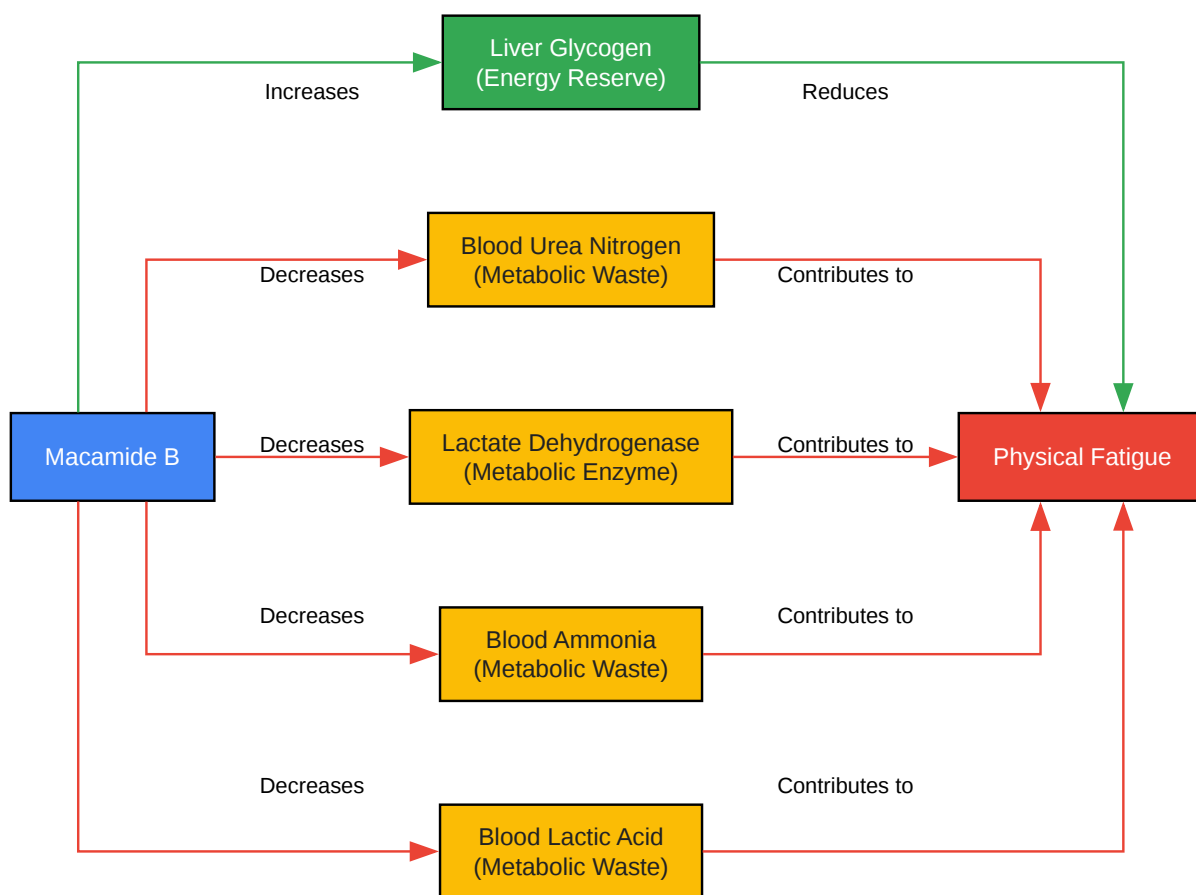 Liver Glycogen
(Energy Reserve)
Increases
Reduces
Blood Urea Nitrogen
(Metabolic Waste)
Decreases
Contributes to
Macamide B
Decreases
Lactate Dehydrogenase
(Metabolic Enzyme)
Contributes to
Physical Fatigue
Decreases
Blood Ammonia
(Metabolic Waste)
Contributes to
Decreases
Blood Lactic Acid
(Metabolic Waste)
Contributes to